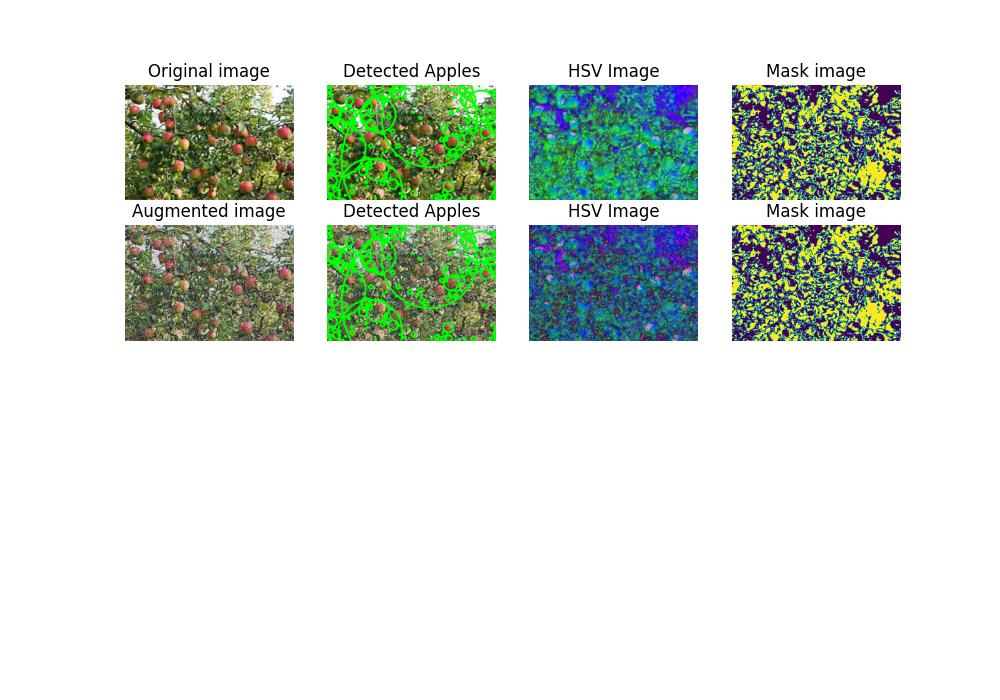 Original image
Detected Apples
HSV Image
Mask image
Augmented image
Detected Apples
HSV Image
Mask image